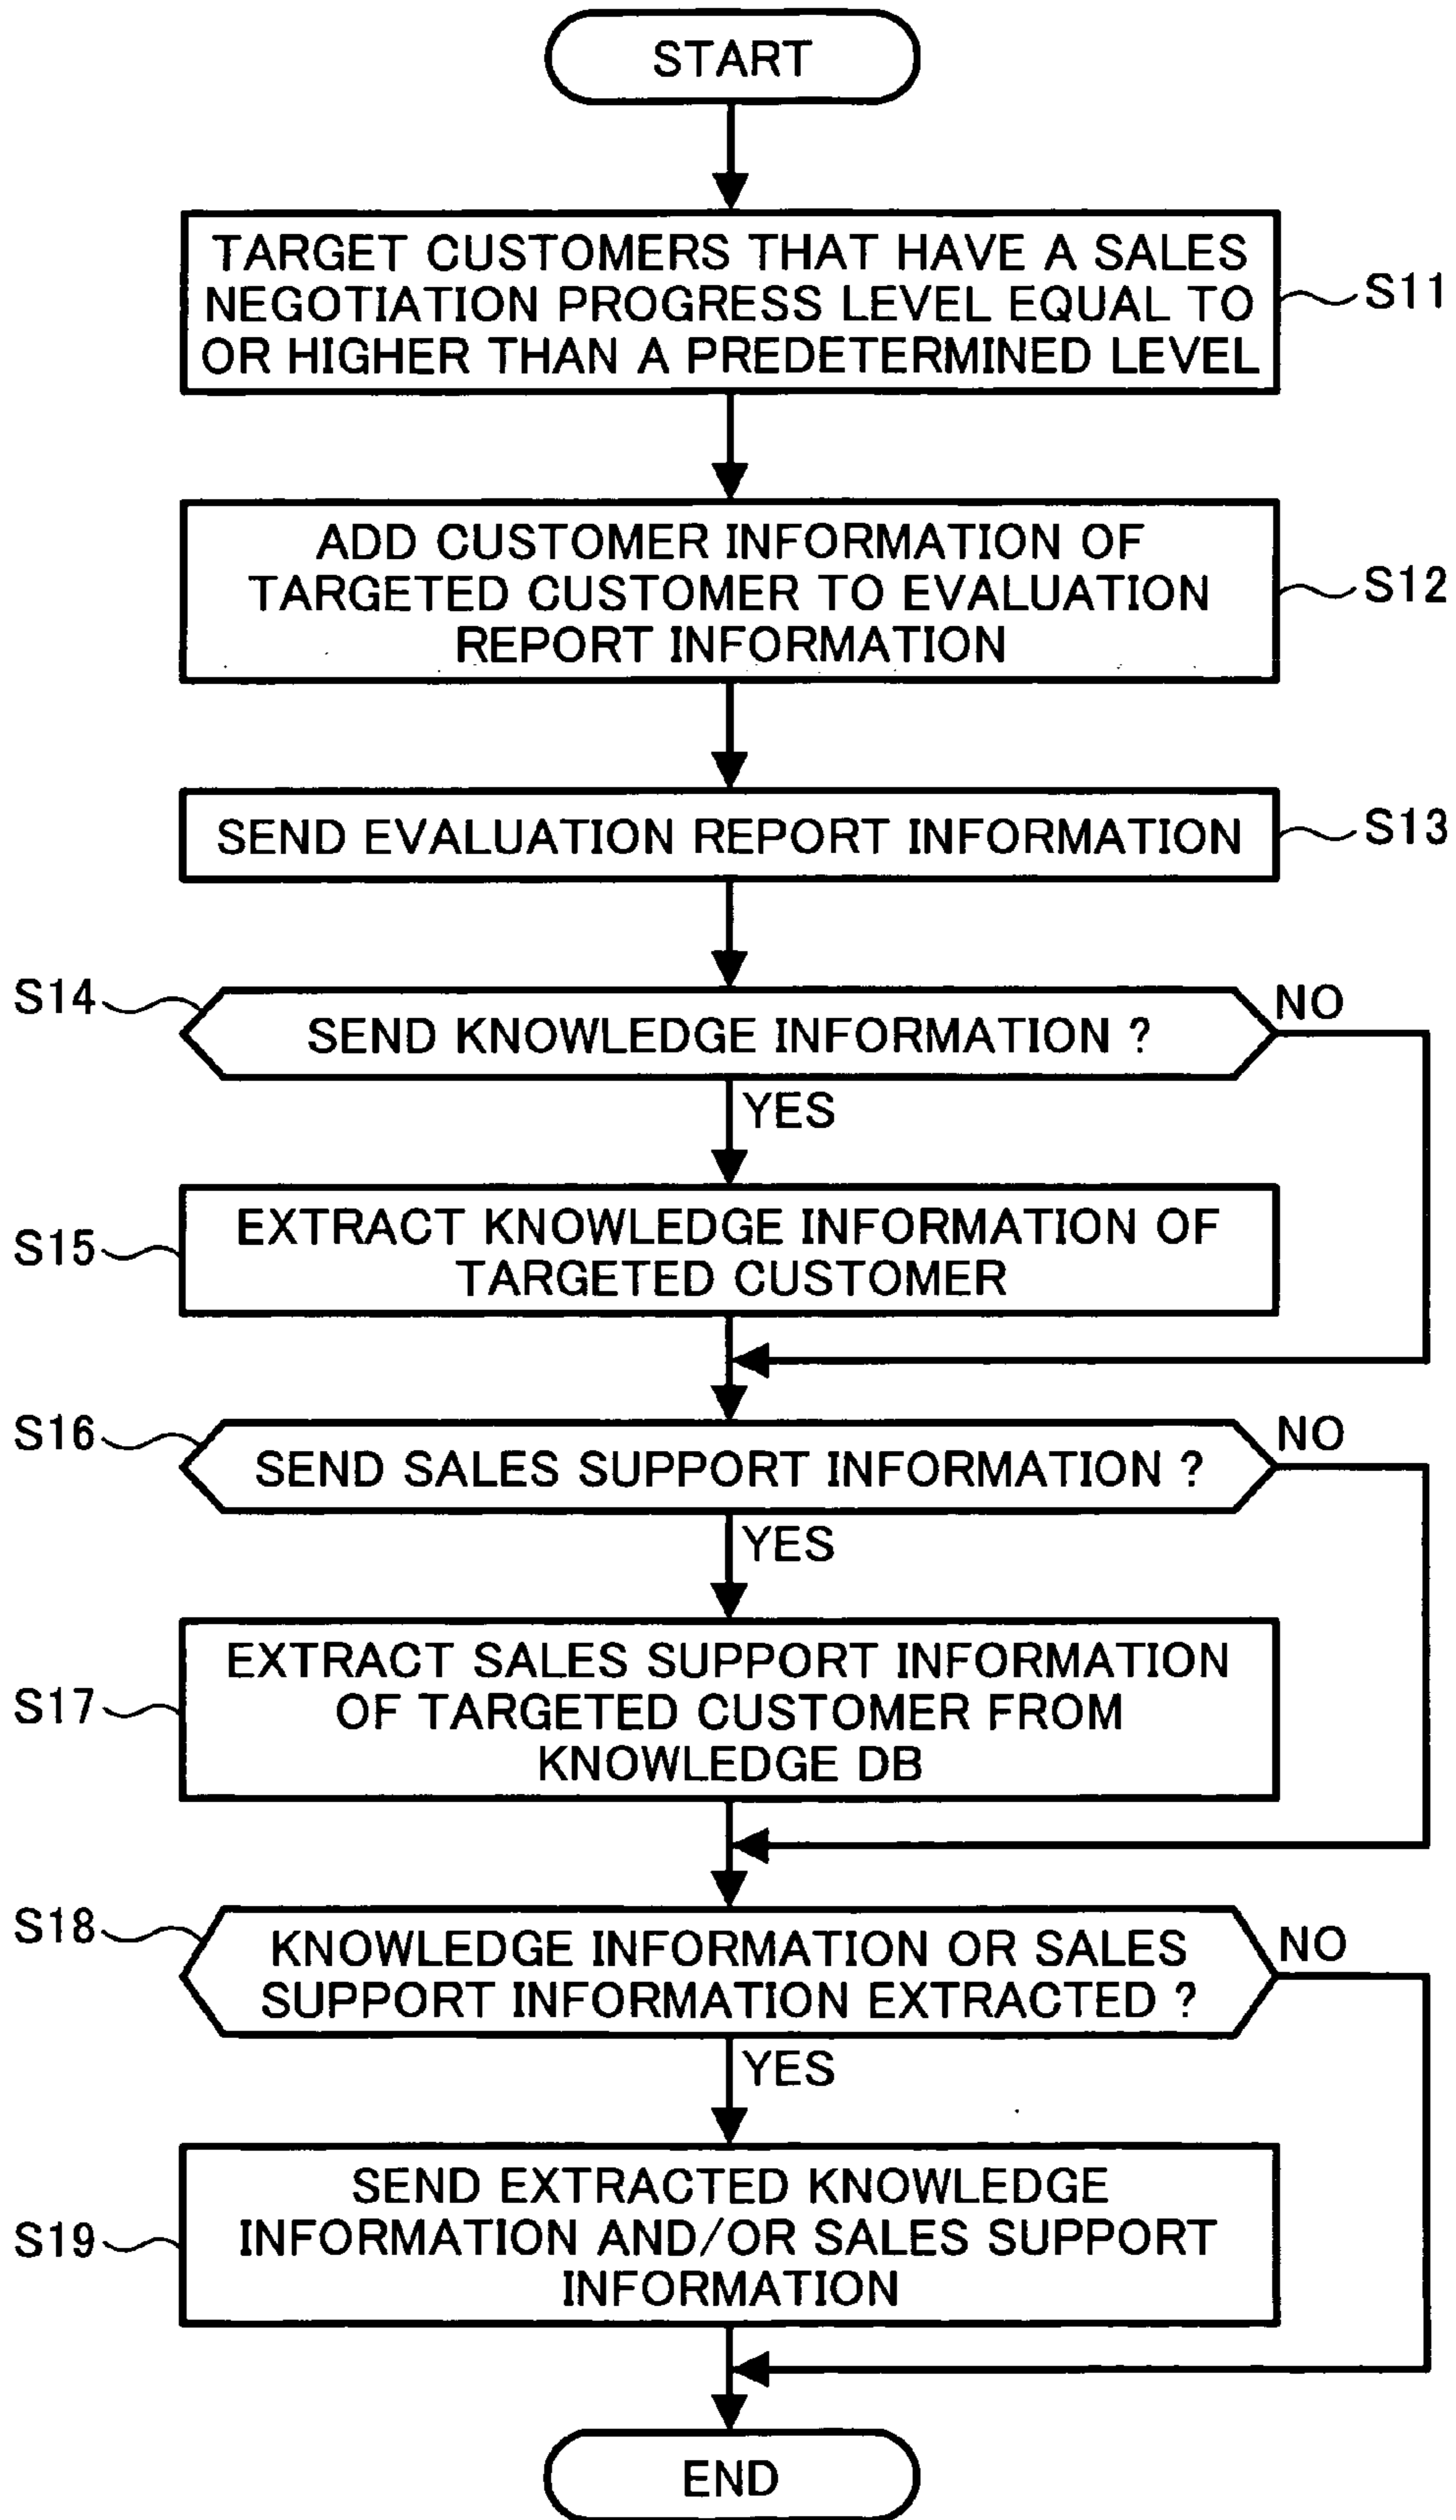 START
TARGET CUSTOMERS THAT HAVE A SALES
NEGOTIATION PROGRESS LEVEL EQUAL TO
OR HIGHER THAN A PREDETERMINED LEVEL
S11
ADD CUSTOMER INFORMATION OF
TARGETED CUSTOMER TO EVALUATION
REPORT INFORMATION
S12
SEND EVALUATION REPORT INFORMATION
S13
S14
SEND KNOWLEDGE INFORMATION ?
NO
YES
S15
EXTRACT KNOWLEDGE INFORMATION OF
TARGETED CUSTOMER
S16
SEND SALES SUPPORT INFORMATION ?
NO
YES
S17
EXTRACT SALES SUPPORT INFORMATION
OF TARGETED CUSTOMER FROM
KNOWLEDGE DB
S18
KNOWLEDGE INFORMATION OR SALES
SUPPORT INFORMATION EXTRACTED ?
NO
YES
S19
SEND EXTRACTED KNOWLEDGE
INFORMATION AND/OR SALES SUPPORT
INFORMATION
END